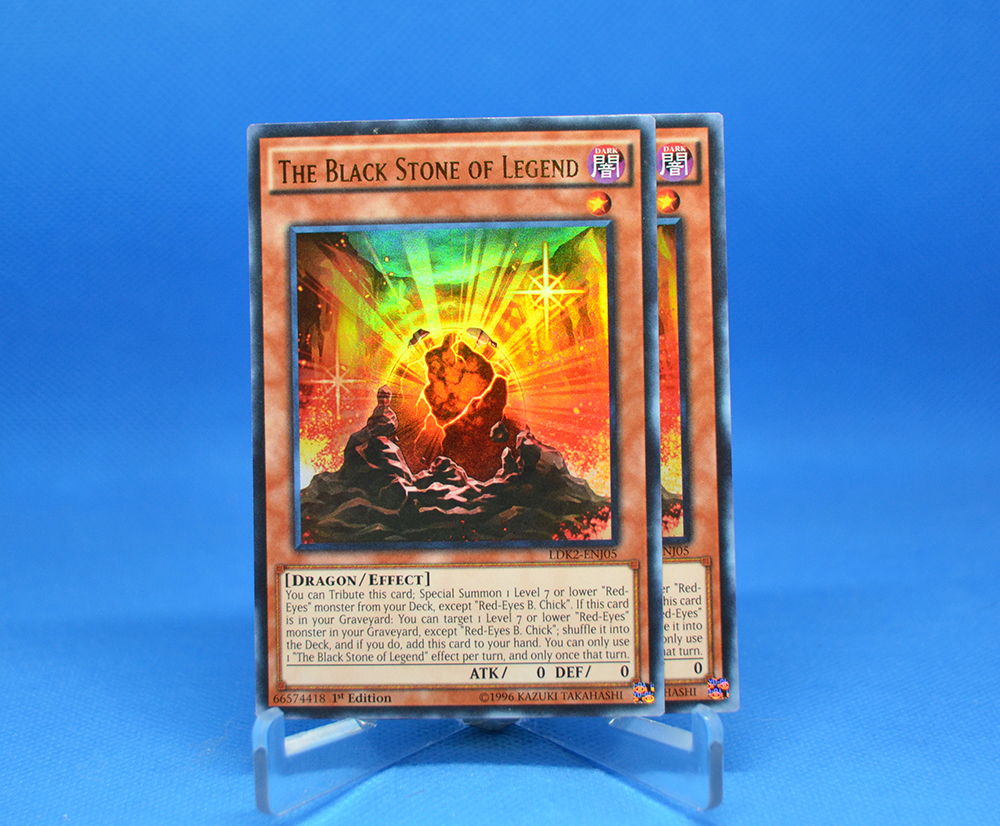 THE BLACK STONE OF LEGEND
DARK
闇
DARK
闇
LDK2-ENJ05
ENJ05
[DRAGON/EFFECT]
You can Tribute this card; Special Summon 1 Level 7 or lower "Red-
Eyes" monster from your Deck, except "Red-Eyes B. Chick". If this card
is in your Graveyard: You can target 1 Level 7 or lower "Red-Eyes"
monster in your Graveyard, except "Red-Eyes B. Chick"; shuffle it into
the Deck, and if you do, add this card to your hand. You can only use
1 "The Black Stone of Legend" effect per turn, and only once that turn.
ATK/ 0 DEF/ 0
66574418 1st Edition ©1996 KAZUKI TAKAHASHI
"Red-
this card
Red-Eyes"
it into
only use
that turn.
0
HASHI